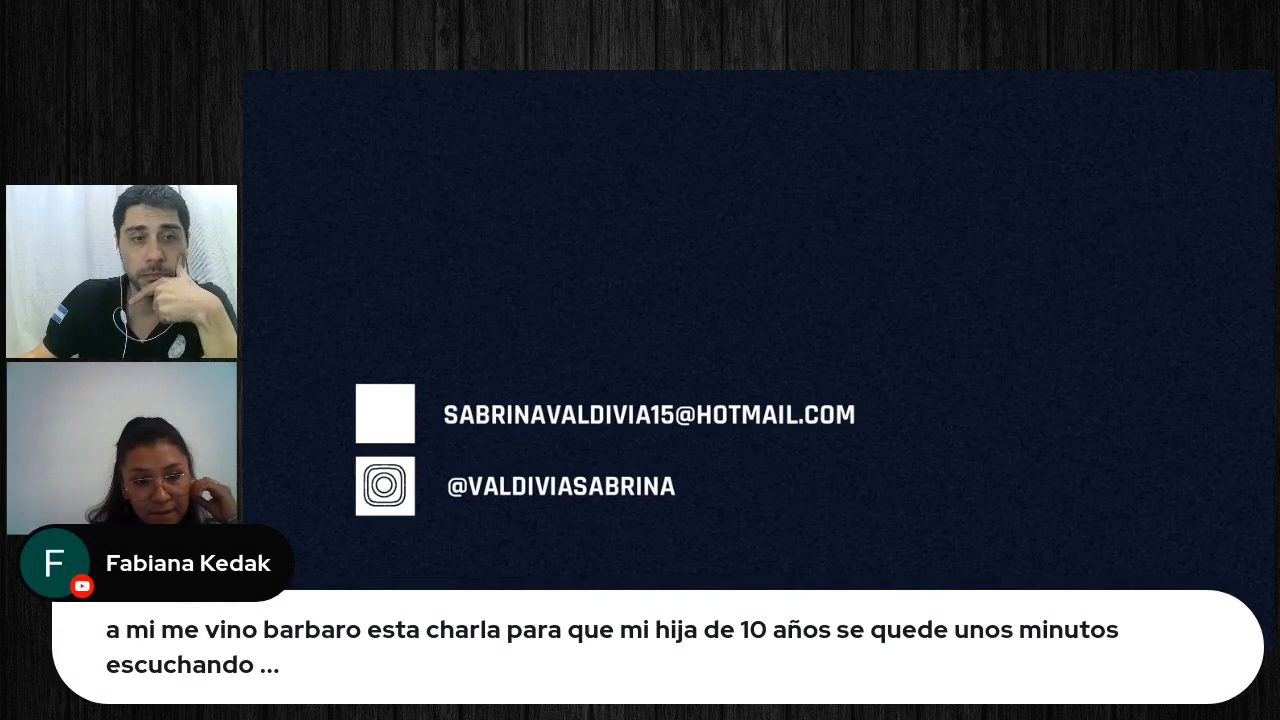 SABRINAVALDIVIA15@HOTMAIL.COM
@VALDIVIASABRINA
F
Fabiana Kedak
a mi me vino barbaro esta charla para que mi hija de 10 años se quede unos minutos
escuchando ...